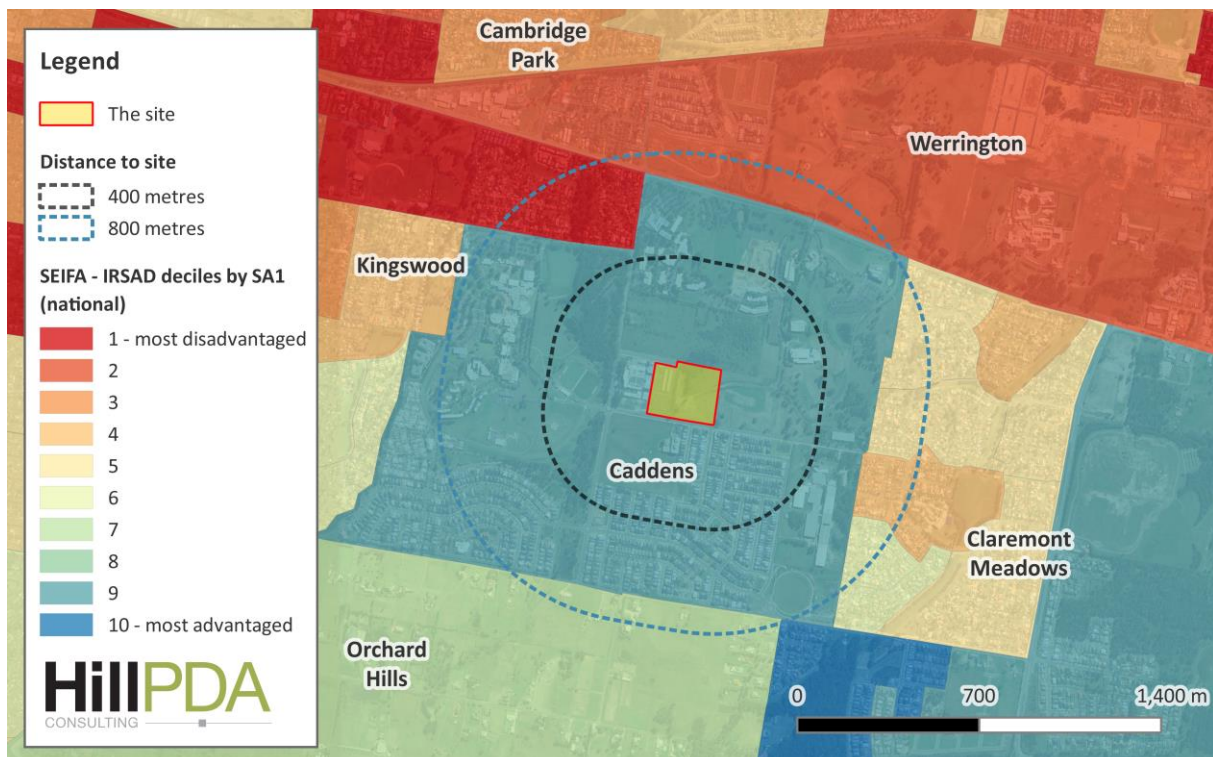 Legend
The site
Distance to site
400 metres
800 metres
SEIFA - IRSAD deciles by SA1
(national)
1 - most disadvantaged
2
3
4
5
6
7
8
9
10 - most advantaged
HillPDA
CONSULTING
Cambridge
Park
Werrington
Kingswood
Caddens
Claremont
Meadows
Orchard
Hills
0 700 1,400 m